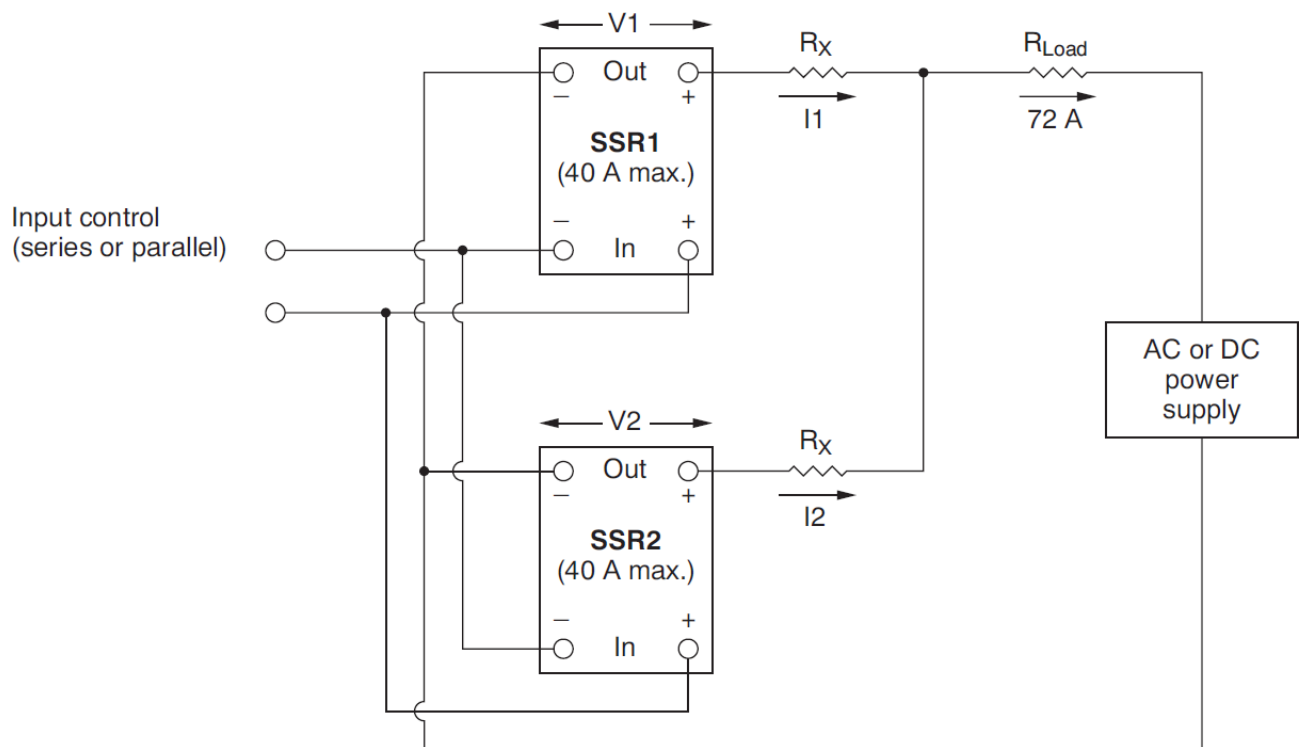 V1
Out
− +
SSR1
(40 A max.)
− +
In
RX
I1
RLoad
72 A
Input control
(series or parallel)
AC or DC
power
supply
V2
Out
− +
SSR2
(40 A max.)
− +
In
RX
I2